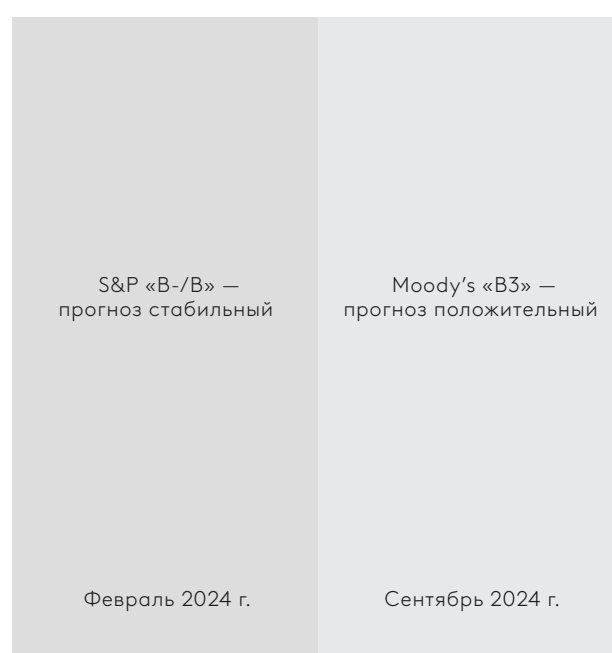 S&P «B-/B» —
прогноз стабильный
Февраль 2024 г.
Moody’s «B3» —
прогноз положительный
Сентябрь 2024 г.